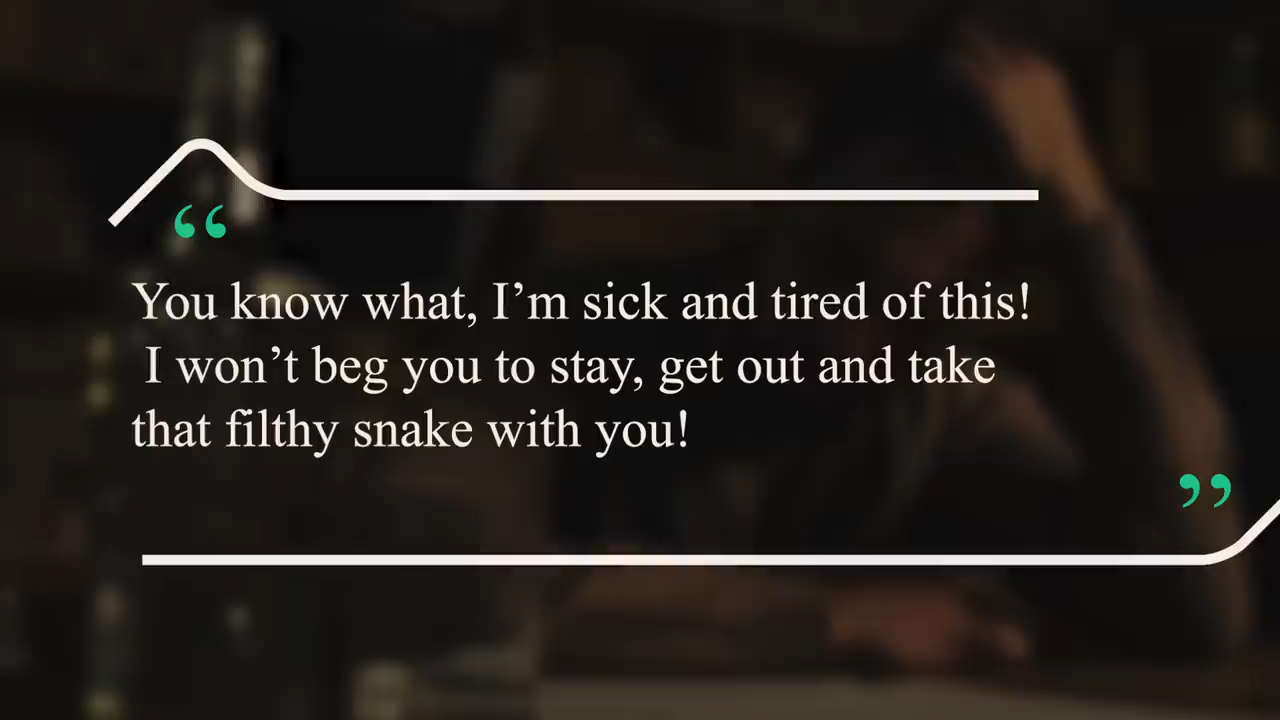 “
You know what, I’m sick and tired of this!
I won’t beg you to stay, get out and take
that filthy snake with you!
”